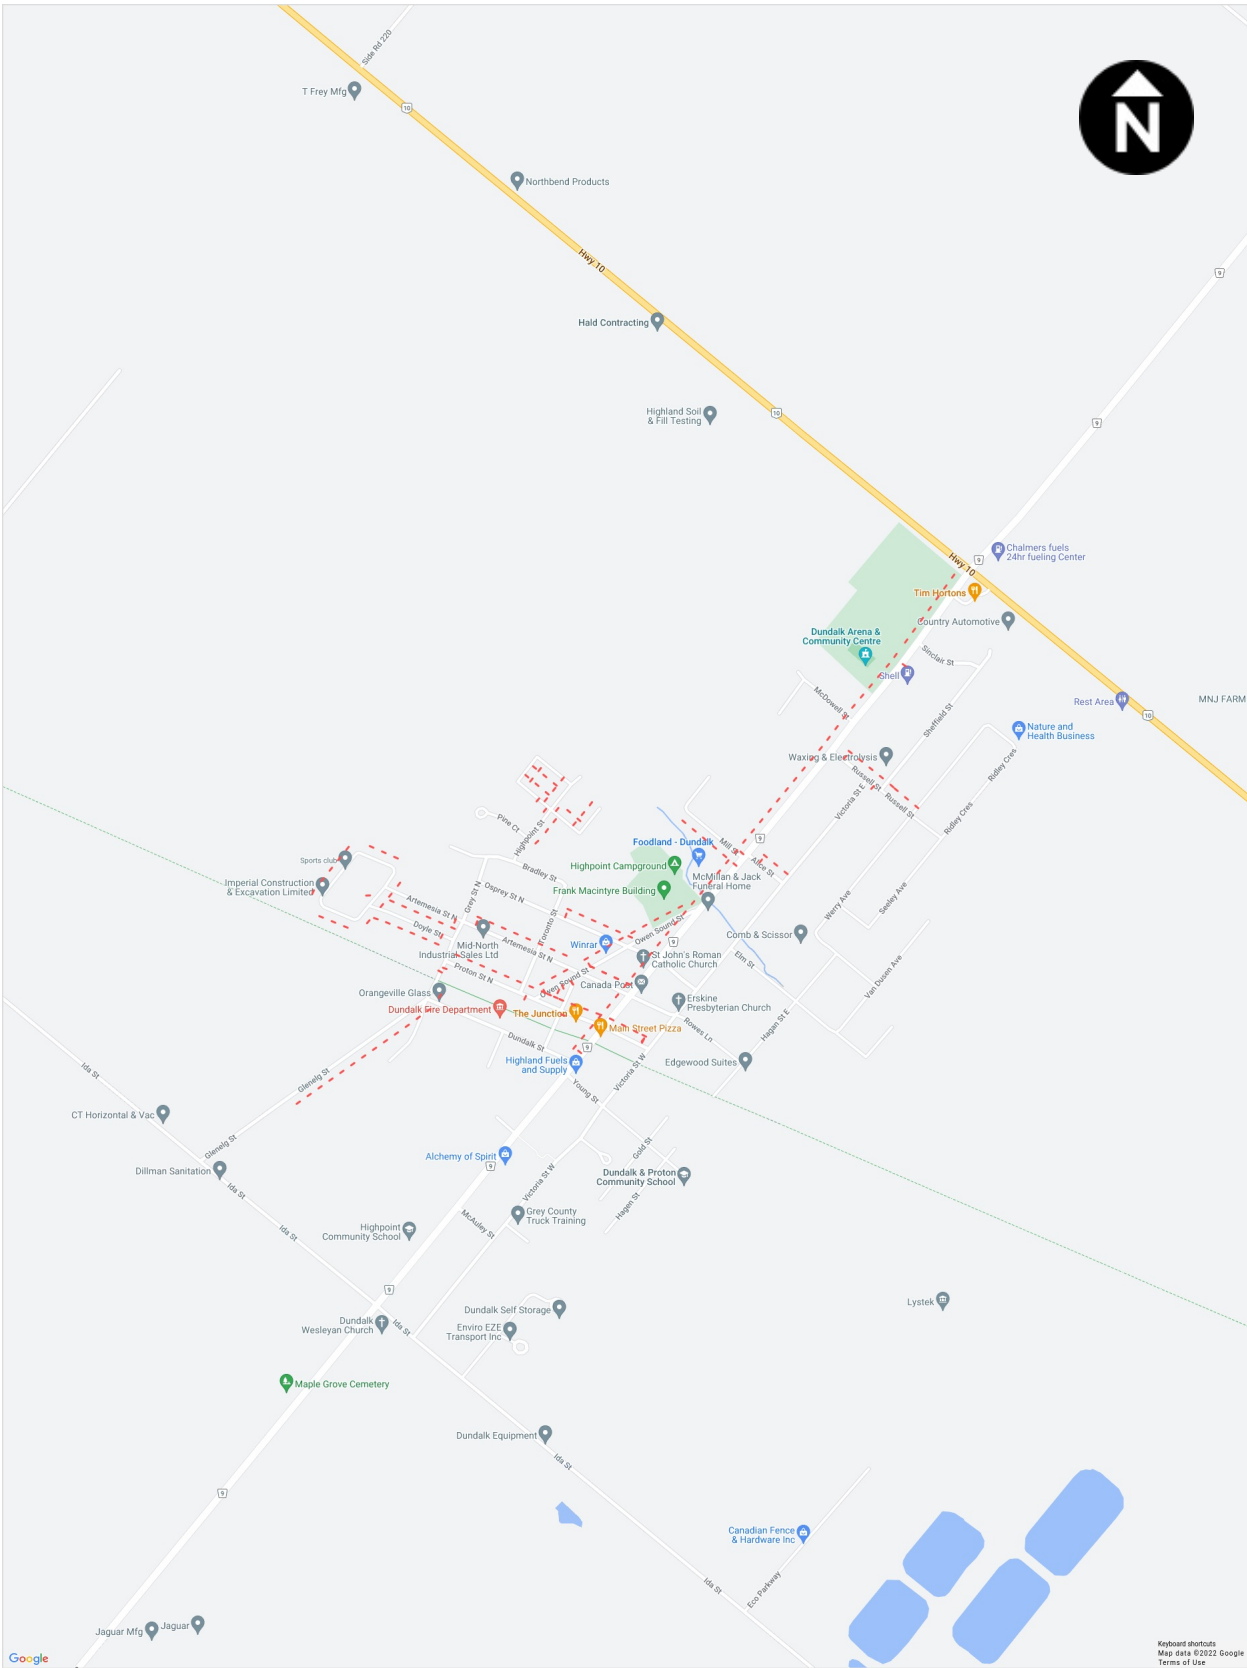 Side Rd 220
T Frey Mfg
10
N
Northbend Products
Hwy 10
9
Hald Contracting
Highland Soil
& Fill Testing
10
9
Chalmers fuels
24hr fueling Center
Hwy 10
9
Tim Hortons
Country Automotive
Dundalk Arena &
Community Centre
Sinclair St
Shell
McDowell St
Rest Area
MNJ FARM
10
Sheffield St
Nature and
Health Business
Waxing & Electrolysis
Ridley Cres
Russell St
Victoria St E
Russell St
Ridley Cres
Pine Ct
Highpoint St
Foodland - Dundalk
Mill St
9
Sports club
Highpoint Campground
Alice St
Bradley St
McMillan & Jack
Funeral Home
Imperial Construction
& Excavation Limited
Grey St N
Osprey St N
Frank Macintyre Building
Seeley Ave
Artemesia St N
Werry Ave
Doyle St
Toronto St
Owen Sound St
Comb & Scissor
Mid-North
Industrial Sales Ltd
Artemesia St N
Winrar
9
St John's Roman
Catholic Church
Elm St
Proton St N
Owen Sound St
Canada Post
Van Dusen Ave
Orangeville Glass
Erskine
Presbyterian Church
Dundalk Fire Department
The Junction
Main Street Pizza
Rowes Ln
Hagan St E
Dundalk St
9
Highland Fuels
and Supply
Edgewood Suites
Ida St
Glenelg St
Young St
Victoria St W
CT Horizontal & Vac
Glenelg St
Gold St
Alchemy of Spirit
9
Dillman Sanitation
Dundalk & Proton
Community School
Ida St
Victoria St W
Hagen St
Grey County
Truck Training
McAuley St
Ida St
Highpoint
Community School
9
Lystek
Dundalk Self Storage
Dundalk
Wesleyan Church
Ida St
Enviro EZE
Transport Inc
Maple Grove Cemetery
Dundalk Equipment
Ida St
9
Canadian Fence
& Hardware Inc
Ida St
Eco Parkway
Jaguar Mfg
Jaguar
Google
Keyboard shortcuts
Map data ©2022 Google
Terms of Use